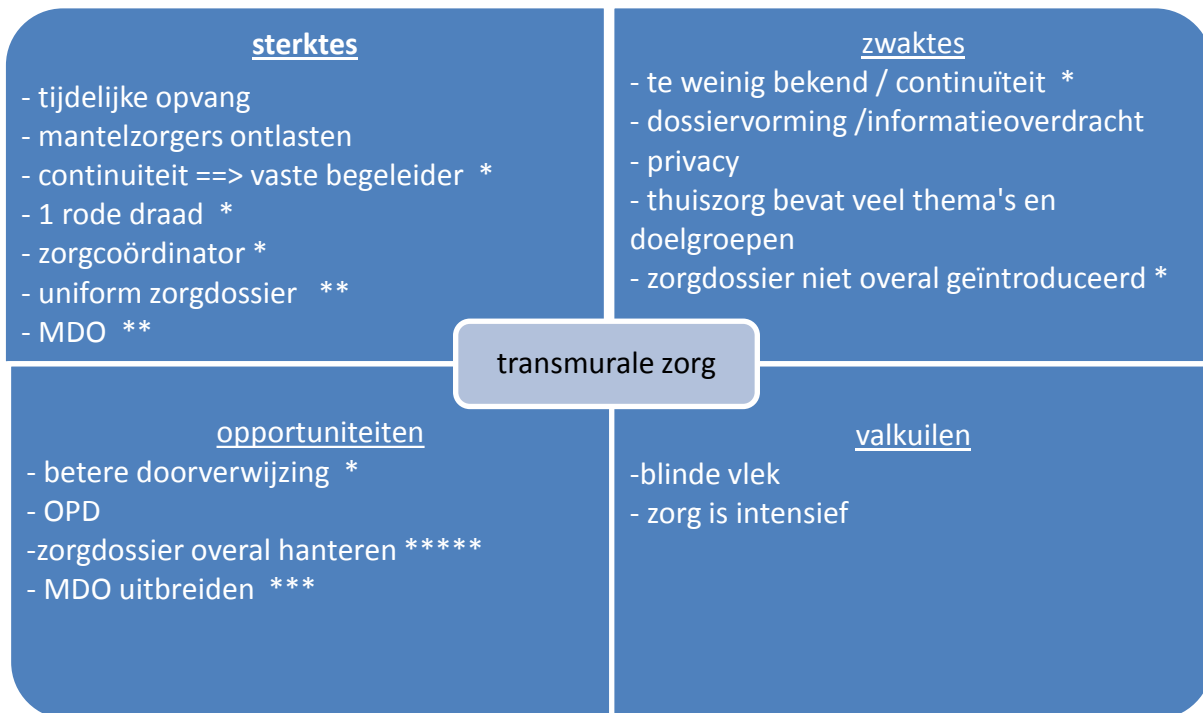 sterktes
- tijdelijke opvang
- mantelzorgers ontlasten
- continuiteit ==> vaste begeleider  *
- 1 rode draad  *
- zorgcoördinator *
- uniform zorgdossier   **
- MDO  **
zwaktes
- te weinig bekend / continuïteit  *
- dossiervorming /informatieoverdracht
- privacy
- thuiszorg bevat veel thema's en
doelgroepen
- zorgdossier niet overal geïntroduceerd *
transmurale zorg
opportuniteiten
- betere doorverwijzing  *
- OPD
-zorgdossier overal hanteren *****
- MDO uitbreiden  ***
valkuilen
-blinde vlek
- zorg is intensief